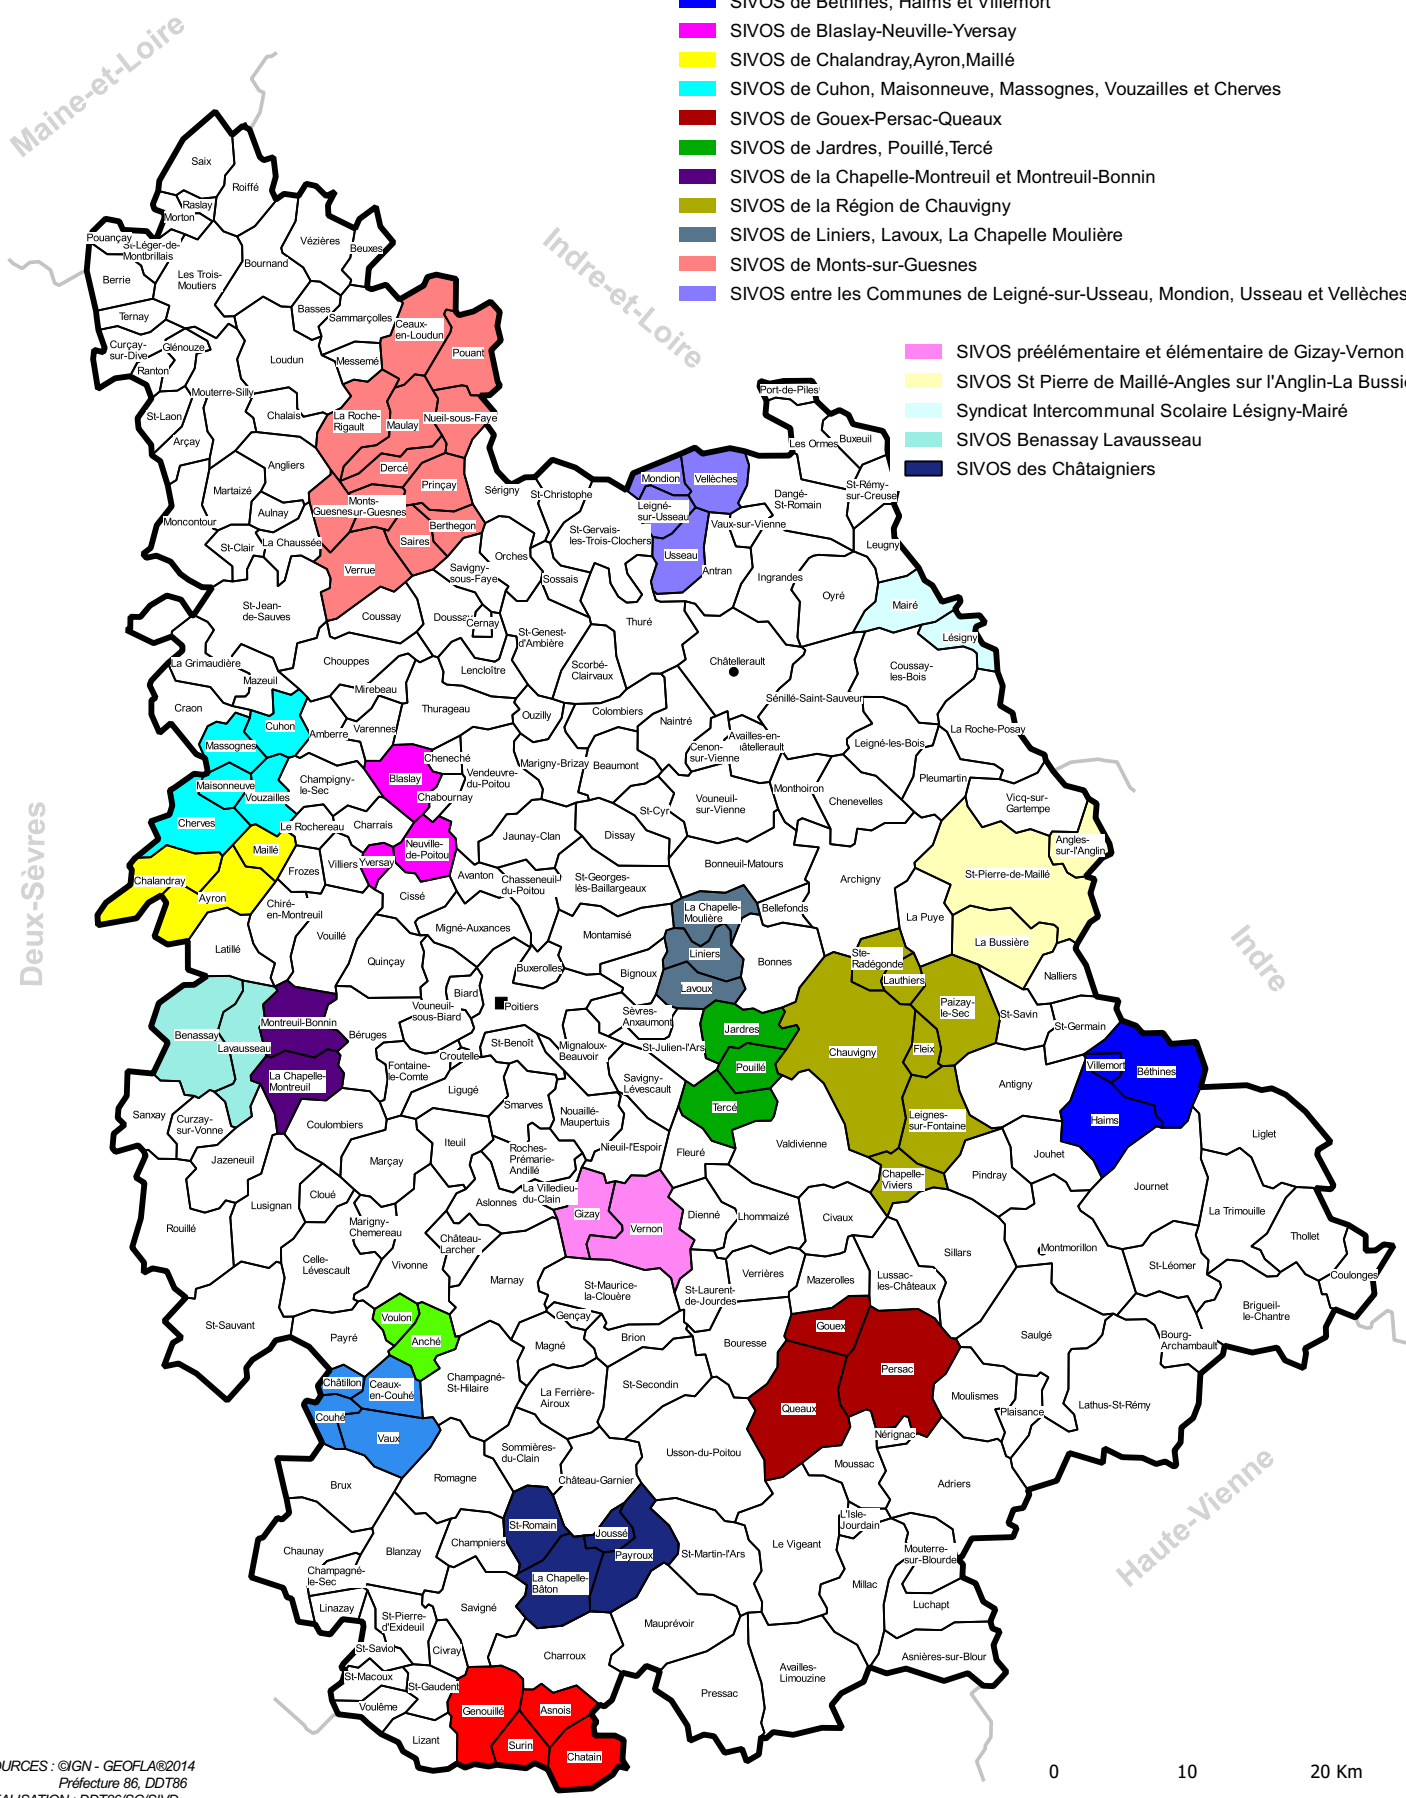 SIVOS de Béthines, Haims et Villemort
SIVOS de Blaslay-Neuville-Yversay
SIVOS de Chalandray,Ayron,Maillé
SIVOS de Cuhon, Maisonneuve, Massognes, Vouzailles et Cherves
SIVOS de Gouex-Persac-Queaux
SIVOS de Jardres, Pouillé,Tercé
SIVOS de la Chapelle-Montreuil et Montreuil-Bonnin
SIVOS de la Région de Chauvigny
SIVOS de Liniers, Lavoux, La Chapelle Moulière
SIVOS de Monts-sur-Guesnes
SIVOS entre les Communes de Leigné-sur-Usseau, Mondion, Usseau et Vellèches
SIVOS préélémentaire et élémentaire de Gizay-Vernon
SIVOS St Pierre de Maillé-Angles sur l'Anglin-La
Syndicat Intercommunal Scolaire Lésigny-Mairé
SIVOS Benassay Lavausseau
SIVOS des Châtaigniers
Maine-et-Loire
Indre-et-Loire
Deux-Sèvres
Indre
Haute-Vienne
Saix
Roiffé
Raslay
Morton
Pouançay
St-Léger-de-
Montbrillais
Vézières
Beuxes
Berrie
Les Trois-
Moutiers
Bournand
Ternay
Basses
Sammarçolles
Ceaux-
en-Loudun
Pouant
Curçay-
sur-Dive
Glénouze
Ranton
Loudun
Messemé
Mouterre-Silly
St-Laon
Chalais
La Roche-
Rigault
Maulay
Nueil-sous-Faye
Arçay
Angliers
Dercé
Prinçay
Martaizé
Aulnay
Guesnes
Monts-
sur-Guesnes
Berthegon
Saires
Moncontour
St-Clair
La Chaussée
Verrue
Sérigny
St-Christophe
Mondion
Vellèches
Leigné-
sur-Usseau
Usseau
Port-de-Piles
Les Ormes
Buxeuil
Dangé-
St-Romain
St-Rémy-
sur-Creuse
Vaux-sur-Vienne
Leugny
St-Gervais-
les-Trois-Clochers
Orches
Savigny-
sous-Faye
Sossais
Antran
Ingrandes
Oyré
Mairé
Lésigny
St-Jean-
de-Sauves
Coussay
Doussay
Cernay
St-Genest-
d'Ambière
Thuré
Châtellerault
La Grimaudière
Mazeuil
Chouppes
Mirebeau
Lencloître
Scorbé-
Clairvaux
Coussay-
les-Bois
Craon
Cuhon
Massognes
Amberre
Varennes
Thurageau
Ouzilly
Colombiers
Naintré
Sénillé-Saint-Sauveur
La Roche-Posay
Availles-en-
Châtellerault
Cenon-
sur-Vienne
Leigné-les-Bois
Maisonneuve
Vouzailles
Champigny-
le-Sec
Blaslay
Cheneché
Vendeuvre-
du-Poitou
Chabournay
Marigny-Brizay
Beaumont
Monthoiron
Chenevelles
Pleumartin
Vicq-sur-
Gartempe
Cherves
Le Rochereau
Charrais
Neuville-
de-Poitou
Yversay
Jaunay-Clan
Dissay
St-Cyr
Vouneuil-
sur-Vienne
Angles-
sur-l'Anglin
Maillé
Frozes
Villiers
Avanton
Bonneuil-Matours
Chalandray
Ayron
Cissé
Chasseneuil-
du-Poitou
St-Georges-
lès-Baillargeaux
Archigny
St-Pierre-de-Maillé
Chiré-
en-Montreuil
La Chapelle-
Moulière
Bellefonds
La Puye
Latillé
Vouillé
Migné-Auxances
Montamisé
Liniers
Lavoux
Bonnes
La Bussière
Nalliers
Quinçay
Buxerolles
Bignoux
Ste-
Radégonde
Lauthiers
Paizay-
le-Sec
St-Savin
St-Germain
Benassay
Lavausseau
Montreuil-Bonnin
Béruges
Vouneuil-
sous-Biard
Biard
Poitiers
Sèvres-
Anxaumont
St-Julien-l'Ars
Jardres
Pouillé
Tercé
Chauvigny
Fleix
Villemort
Béthines
Haims
La Chapelle-
Montreuil
Fontaine-
le-Comte
Croutelle
St-Benoît
Mignaloux-
Beauvoir
Savigny-
Lévescault
Antigny
Ligugé
Smarves
Nouaillé-
Maupertuis
Leignes-
sur-Fontaine
Sanxay
Curzay-
sur-Vonne
Coulombiers
Iteuil
Roches-
Prémarie-
Andillé
Nieuil-l'Espoir
Fleuré
Valdivienne
Jouhet
Liglet
Jazeneuil
Marçay
Chapelle-
Viviers
Pindray
Journet
La Trimouille
Cloué
Lusignan
Aslonnes
La Villedieu-
du-Clain
Gizay
Vernon
Dienné
Lhommaizé
Civaux
Rouillé
Marigny-
Chemereau
Château-
Larcher
Sillars
Montmorillon
Thollet
Coulonges
Celle-
Lévescault
Vivonne
Marnay
St-Maurice-
la-Clouère
Verrières
Mazerolles
Lussac-
les-Châteaux
St-Léomer
St-Laurent-
de-Jourdes
Brigueil-
le-Chantre
St-Sauvant
Voulon
Anché
Payré
Gençay
Magné
Brion
Bouresse
Gouex
Persac
Saulgé
Bourg-
Archambault
Châtillon
Ceaux-
en-Couhé
Champagné-
St-Hilaire
La Ferrière-
Airoux
St-Secondin
Queaux
Moulismes
Plaisance
Lathus-St-Rémy
Couhé
Vaux
Nérignac
Sommières-
du-Clain
Usson-du-Poitou
Moussac
Brux
Romagne
Château-Garnier
Adriers
Chaunay
Blanzay
Champniers
St-Romain
Joussé
Payroux
St-Martin-l'Ars
L'Isle-
Jourdain
Le Vigeant
Mouterre-
sur-Blourde
Champagné-
le-Sec
La Chapelle-
Bâton
Millac
Linazay
Savigné
St-Pierre-
d'Exideuil
Mauprévoir
Luchapt
St-Saviol
Civray
Charroux
Asnières-sur-Blour
St-Macoux
St-Gaudent
Availles-
Limouzine
Voulême
Genouillé
Asnois
Pressac
Lizant
Surin
Chatain
OURCES : ©IGN - GEOFLA®2014
Préfecture 86, DDT86
ALISATION : DDT86/SG/SIVD
0 10 20 Km